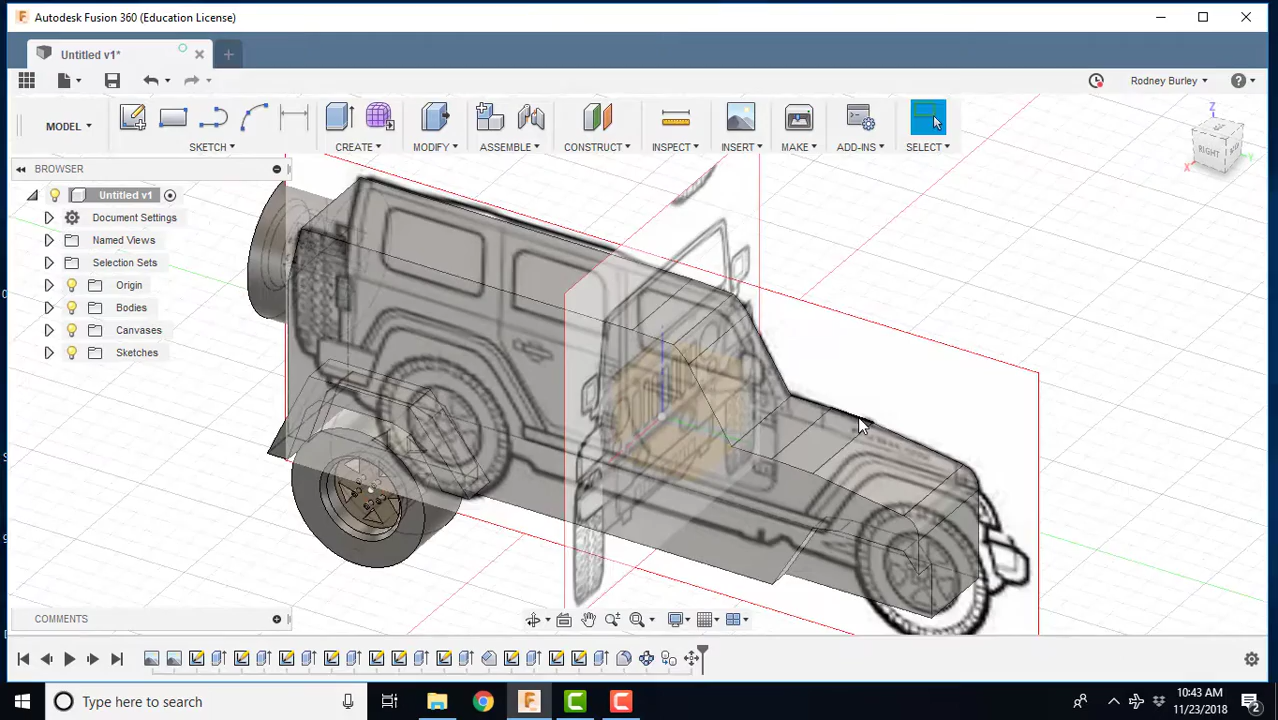 Autodesk Fusion 360 (Education License)
Untitled v1*
Rodney Burley
MODEL
SKETCH
CREATE
MODIFY
ASSEMBLE
CONSTRUCT
INSPECT
INSERT
MAKE
ADD-INS
SELECT
Z
RIGHT
X
Y
BROWSER
Untitled v1
Document Settings
Named Views
Selection Sets
Origin
Bodies
Canvases
Sketches
COMMENTS
Type here to search
10:43 AM
11/23/2018
2